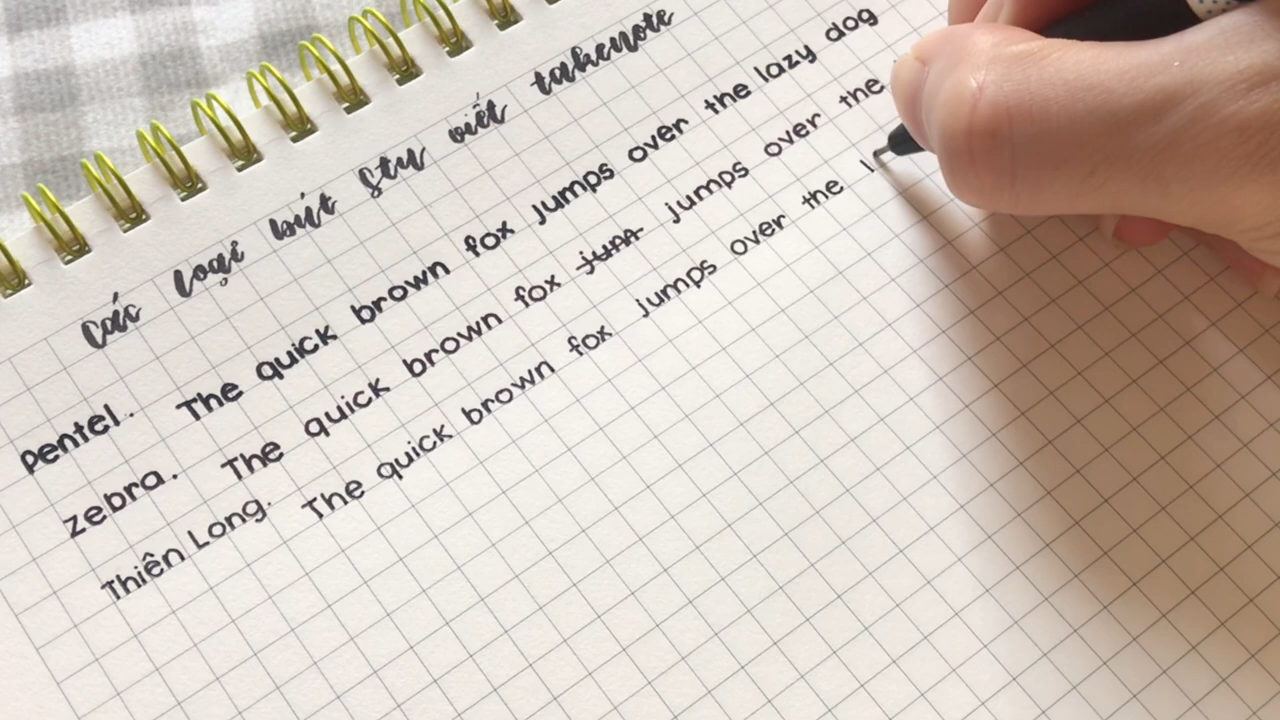 Các loại bút Stu viết takenote
Pentel. The quick brown fox jumps over the lazy dog
zebra. The quick brown fox jum jumps over the
Thiên Long. The quick brown fox jumps over the l